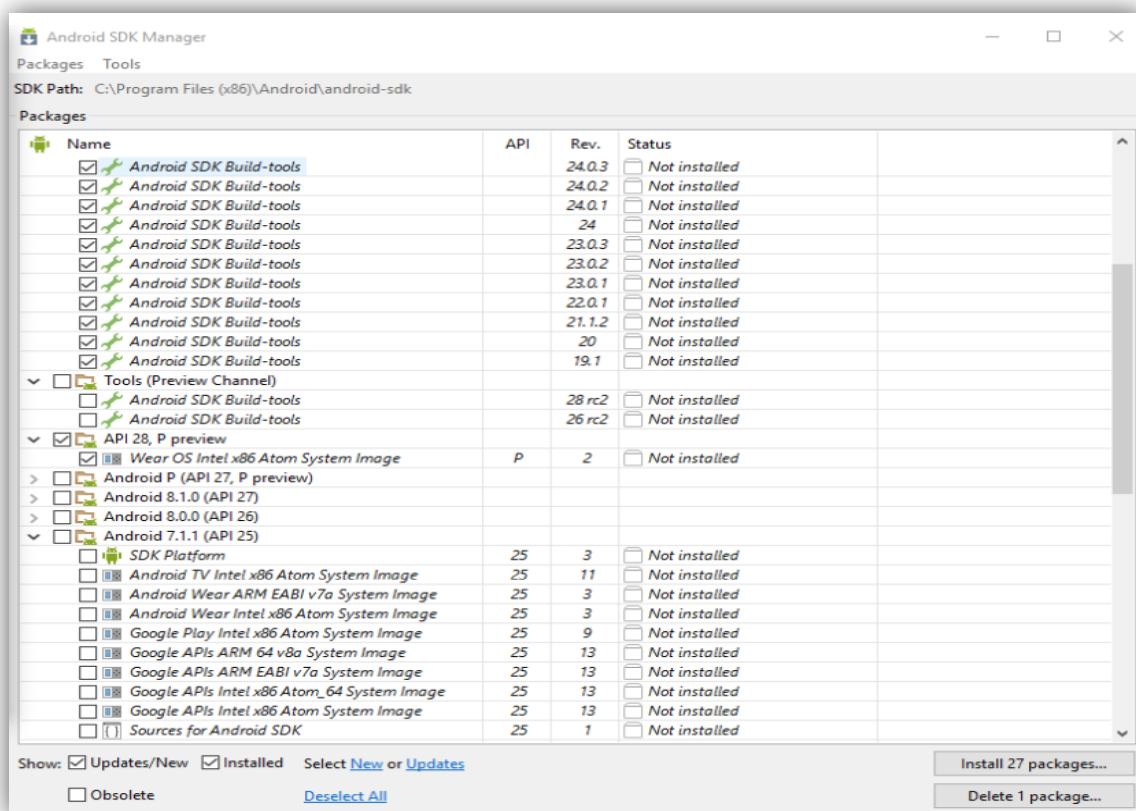 Android SDK Manager
Packages Tools
SDK Path: C:\Program Files (x86)\Android\android-sdk
Packages
Name API Rev. Status
Android SDK Build-tools 24.0.3 Not installed
Android SDK Build-tools 24.0.2 Not installed
Android SDK Build-tools 24.0.1 Not installed
Android SDK Build-tools 24 Not installed
Android SDK Build-tools 23.0.3 Not installed
Android SDK Build-tools 23.0.2 Not installed
Android SDK Build-tools 23.0.1 Not installed
Android SDK Build-tools 22.0.1 Not installed
Android SDK Build-tools 21.1.2 Not installed
Android SDK Build-tools 20 Not installed
Android SDK Build-tools 19.1 Not installed
Tools (Preview Channel)
Android SDK Build-tools 28 rc2 Not installed
Android SDK Build-tools 26 rc2 Not installed
API 28, P preview
Wear OS Intel x86 Atom System Image P 2 Not installed
Android P (API 27, P preview)
Android 8.1.0 (API 27)
Android 8.0.0 (API 26)
Android 7.1.1 (API 25)
SDK Platform 25 3 Not installed
Android TV Intel x86 Atom System Image 25 11 Not installed
Android Wear ARM EABI v7a System Image 25 3 Not installed
Android Wear Intel x86 Atom System Image 25 3 Not installed
Google Play Intel x86 Atom System Image 25 9 Not installed
Google APIs ARM 64 v8a System Image 25 13 Not installed
Google APIs ARM EABI v7a System Image 25 13 Not installed
Google APIs Intel x86 Atom_64 System Image 25 13 Not installed
Google APIs Intel x86 Atom System Image 25 13 Not installed
Sources for Android SDK 25 1 Not installed
Show: Updates/New Installed Select New or Updates Install 27 packages...
Obsolete Deselect All Delete 1 package...